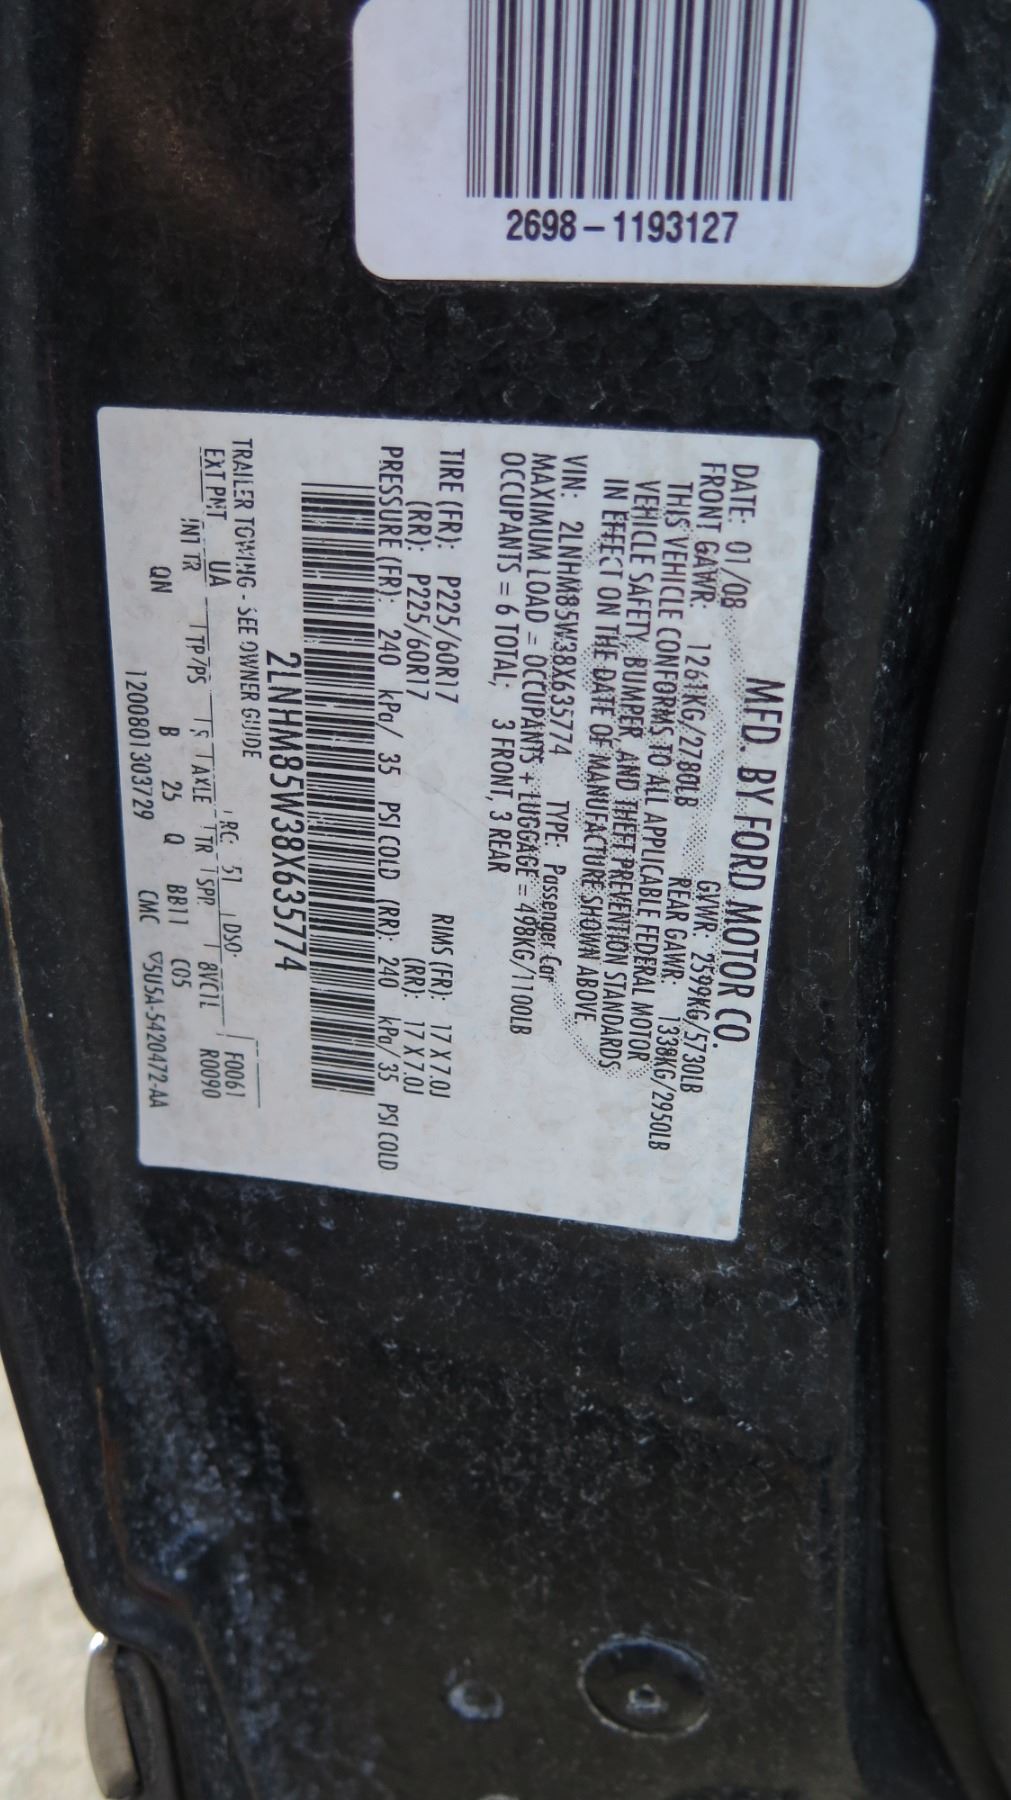 2698-1193127
MFD. BY FORD MOTOR CO.
DATE: 01/08 GVWR: 2599KG/5730LB
FRONT GAWR: 1261KG/2780LB REAR GAWR: 1338KG/2950LB
THIS VEHICLE CONFORMS TO ALL APPLICABLE FEDERAL MOTOR
VEHICLE SAFETY, BUMPER, AND THEFT PREVENTION STANDARDS
IN EFFECT ON THE DATE OF MANUFACTURE SHOWN ABOVE.
VIN: 2LNHM85W38X635774 TYPE: Passenger Car
MAXIMUM LOAD = OCCUPANTS + LUGGAGE = 498KG/1100LB
OCCUPANTS = 6 TOTAL, 3 FRONT, 3 REAR
TIRE (FR): P225/60R17 RIMS (FR): 17 X 7.0J
(RR): P225/60R17 (RR): 17 X 7.0J
PRESSURE (FR): 240 kPa/ 35 PSI COLD (RR): 240 kPa/ 35 PSI COLD
2LNHM85W38X635774
TRAILER TOWING - SEE OWNER GUIDE
EXT PNT UA RC: 51 DSO: F0061
INT TR TP/PS S AXLE TR SPR BVCTL R0090
QN B 25 Q BB11 C05
1200801303729 CMC ▽5U5A-5420472-AA